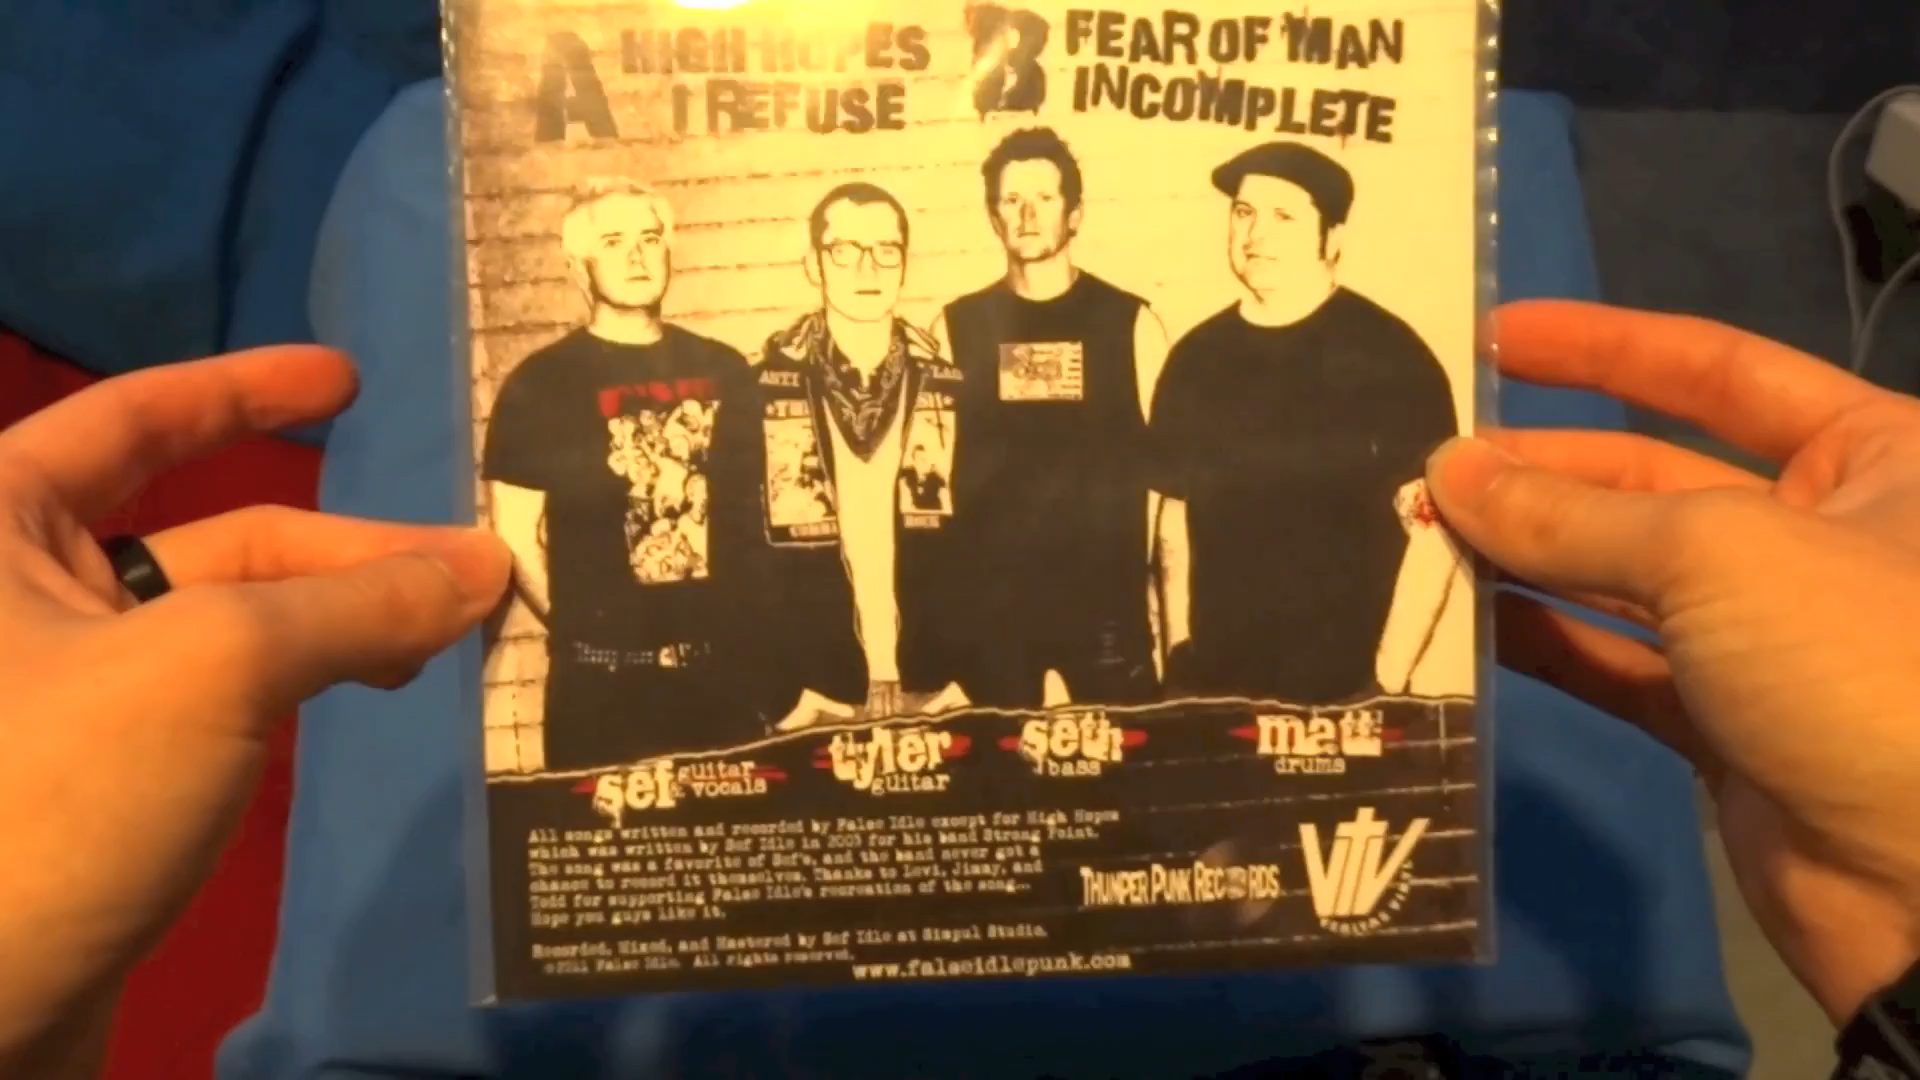 A
HIGH HOPES
I REFUSE
B
FEAR OF MAN
INCOMPLETE
ANTI
sef guitar & vocals
tyler guitar
seth bass
matt drums
All songs written and recorded by False Idle except for High Hopes
which was written by Sef Idle in 2003 for his band Strong Point.
The song was a favorite of Sef's, and the band never got a
chance to record it themselves. Thanks to Levi, Jimmy, and
Todd for supporting False Idle's recreation of the song...
Hope you guys like it.
Recorded, Mixed, and Mastered by Sef Idle at Sinpul Studio.
©2011 False Idle. All rights reserved.
www.falseidlepunk.com
THUMPER PUNK RECORDS
VTV